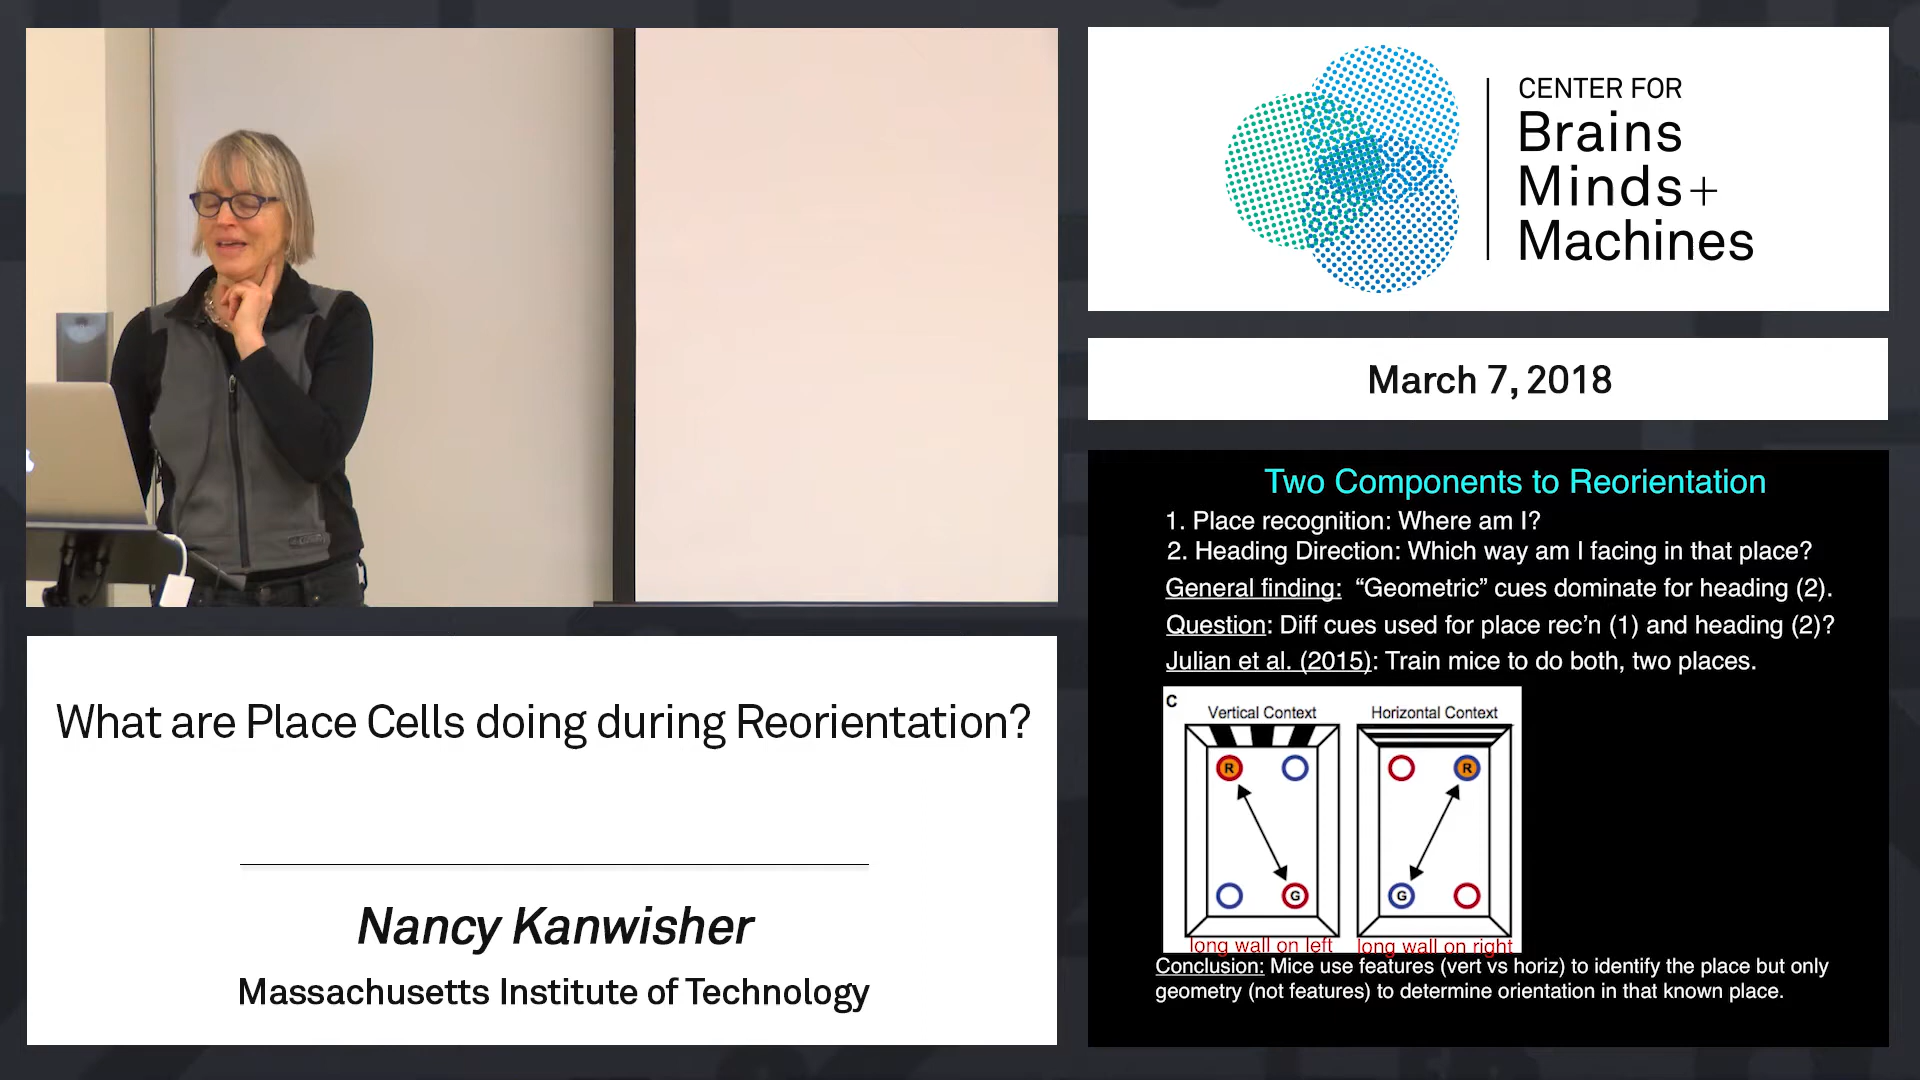 CENTER FOR
Brains
Minds+
Machines
March 7, 2018
What are Place Cells doing during Reorientation?
Nancy Kanwisher
Massachusetts Institute of Technology
Two Components to Reorientation
1. Place recognition: Where am I?
2. Heading Direction: Which way am I facing in that place?
General finding: “Geometric” cues dominate for heading (2).
Question: Diff cues used for place rec’n (1) and heading (2)?
Julian et al. (2015): Train mice to do both, two places.
C
Vertical Context Horizontal Context
R R
G G
long wall on left long wall on right
Conclusion: Mice use features (vert vs horiz) to identify the place but only
geometry (not features) to determine orientation in that known place.